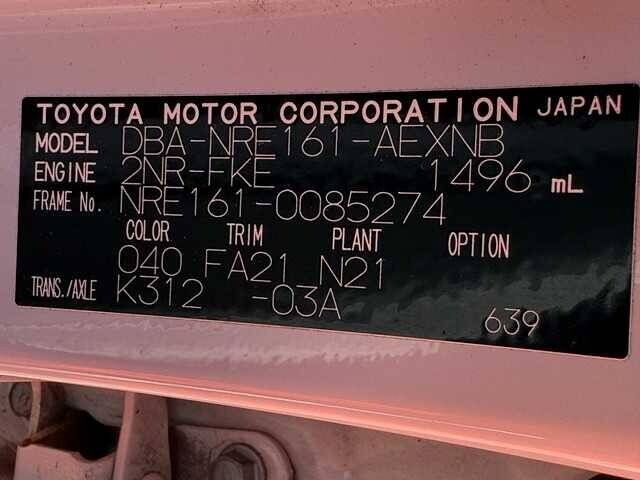 TOYOTA MOTOR CORPORATION JAPAN
MODEL DBA-NRE161-AEXNB
ENGINE 2NR-FKE 1496 mL
FRAME No. NRE161-0085274
COLOR TRIM PLANT OPTION
040 FA21 N21
TRANS./AXLE K312 -03A
639